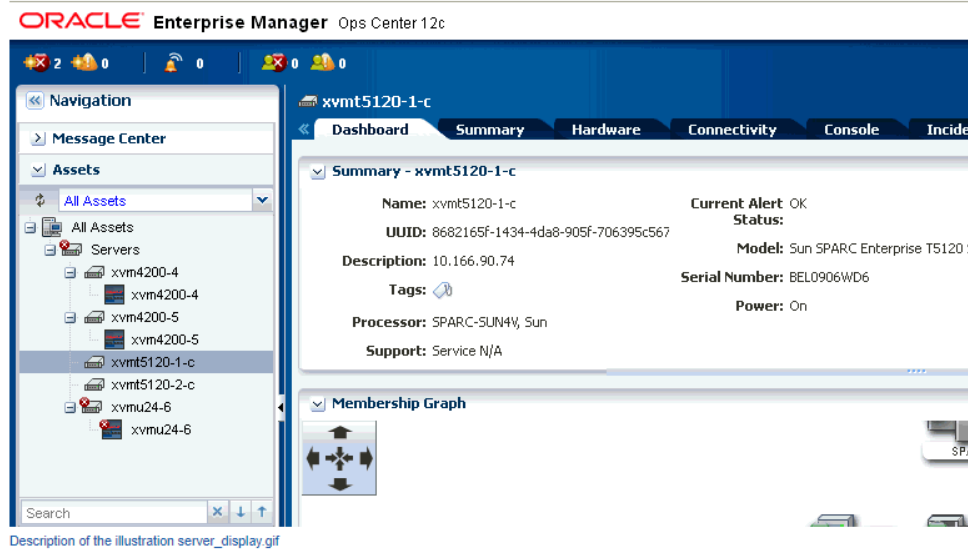 ORACLE Enterprise Manager Ops Center 12c
2 0 0 0 0
Navigation
Message Center
Assets
All Assets
All Assets
Servers
xvm4200-4
xvm4200-4
xvm4200-5
xvm4200-5
xvmt5120-1-c
xvmt5120-2-c
xvmu24-6
xvmu24-6
Search
xvmt5120-1-c
Dashboard Summary Hardware Connectivity Console Incide
Summary - xvmt5120-1-c
Name: xvmt5120-1-c
UUID: 8682165f-1434-4da8-905f-706395c567
Description: 10.166.90.74
Tags:
Processor: SPARC-SUN4V, Sun
Support: Service N/A
Current Alert OK
Status:
Model: Sun SPARC Enterprise T5120
Serial Number: BEL0906WD6
Power: On
Membership Graph
SPA
Description of the illustration server_display.gif